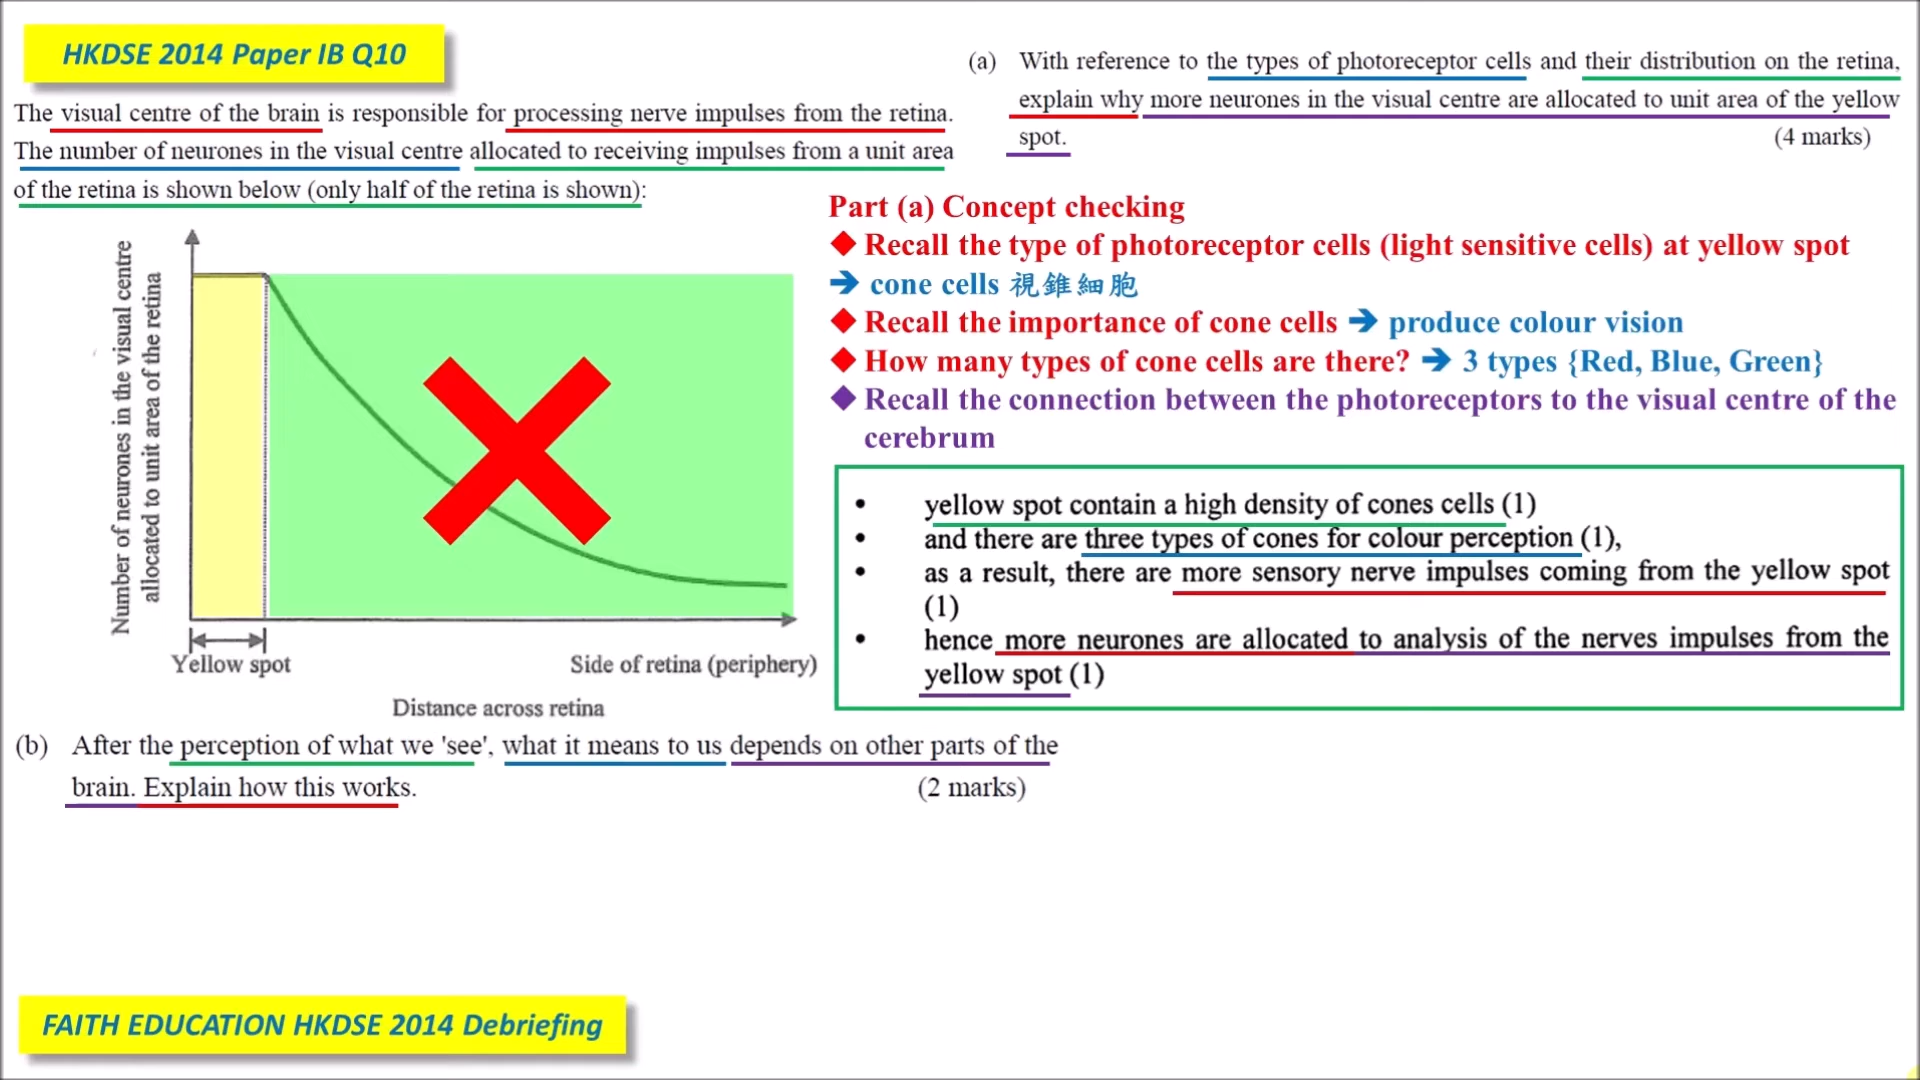 HKDSE 2014 Paper IB Q10
The visual centre of the brain is responsible for processing nerve impulses from the retina.
The number of neurones in the visual centre allocated to receiving impulses from a unit area
of the retina is shown below (only half of the retina is shown):
Number of neurones in the visual centre
allocated to unit area of the retina
Yellow spot
Side of retina (periphery)
Distance across retina
(a) With reference to the types of photoreceptor cells and their distribution on the retina,
explain why more neurones in the visual centre are allocated to unit area of the yellow
spot. (4 marks)
Part (a) Concept checking
◆ Recall the type of photoreceptor cells (light sensitive cells) at yellow spot
➔ cone cells 視錐細胞
◆ Recall the importance of cone cells ➔ produce colour vision
◆ How many types of cone cells are there? ➔ 3 types {Red, Blue, Green}
◆ Recall the connection between the photoreceptors to the visual centre of the
cerebrum
• yellow spot contain a high density of cones cells (1)
• and there are three types of cones for colour perception (1),
• as a result, there are more sensory nerve impulses coming from the yellow spot
(1)
• hence more neurones are allocated to analysis of the nerves impulses from the
yellow spot (1)
(b) After the perception of what we 'see', what it means to us depends on other parts of the
brain. Explain how this works. (2 marks)
FAITH EDUCATION HKDSE 2014 Debriefing